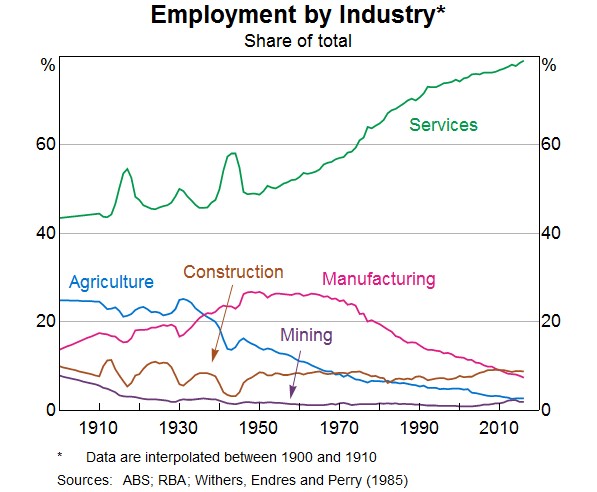 Employment by Industry*
Share of total
% %
Services
60 60
40 40
Agriculture Construction Manufacturing
20 20
Mining
0 0
1910 1930 1950 1970 1990 2010
* Data are interpolated between 1900 and 1910
Sources: ABS; RBA; Withers, Endres and Perry (1985)